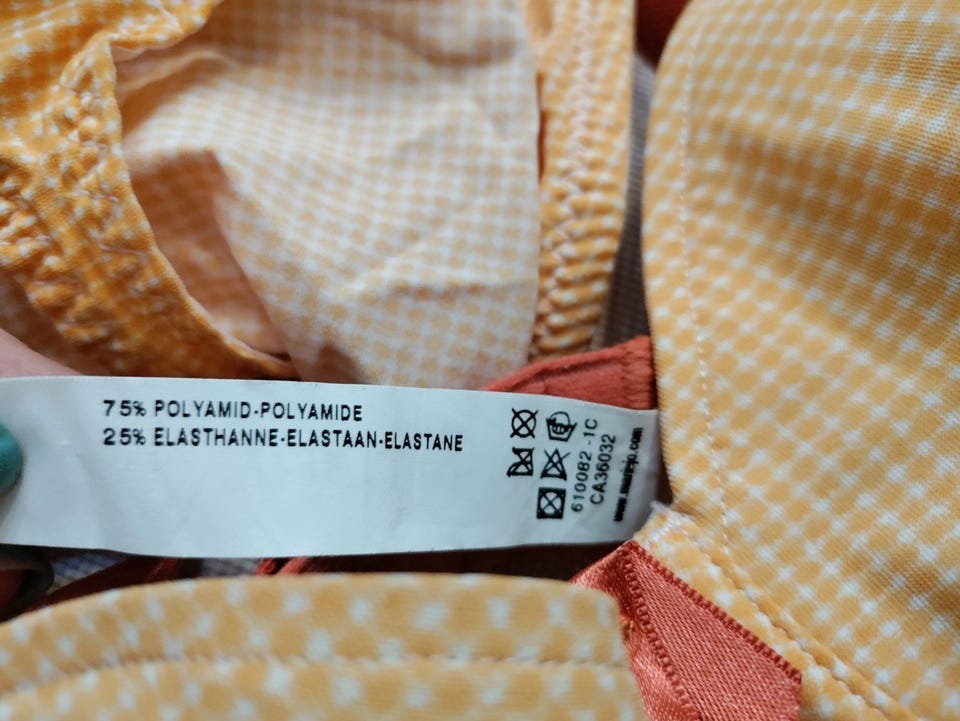 75% POLYAMID-POLYAMIDE
25% ELASTHANNE-ELASTAAN-ELASTANE
610082-1C
CA36032